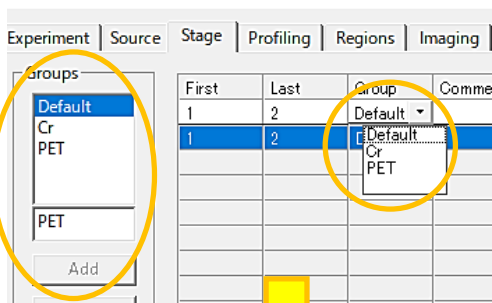 Experiment Source Stage Profiling Regions Imaging
Groups
Default
Cr
PET
PET
Add
First Last Group Comme
1 2 Default
1 2
Default
Cr
PET